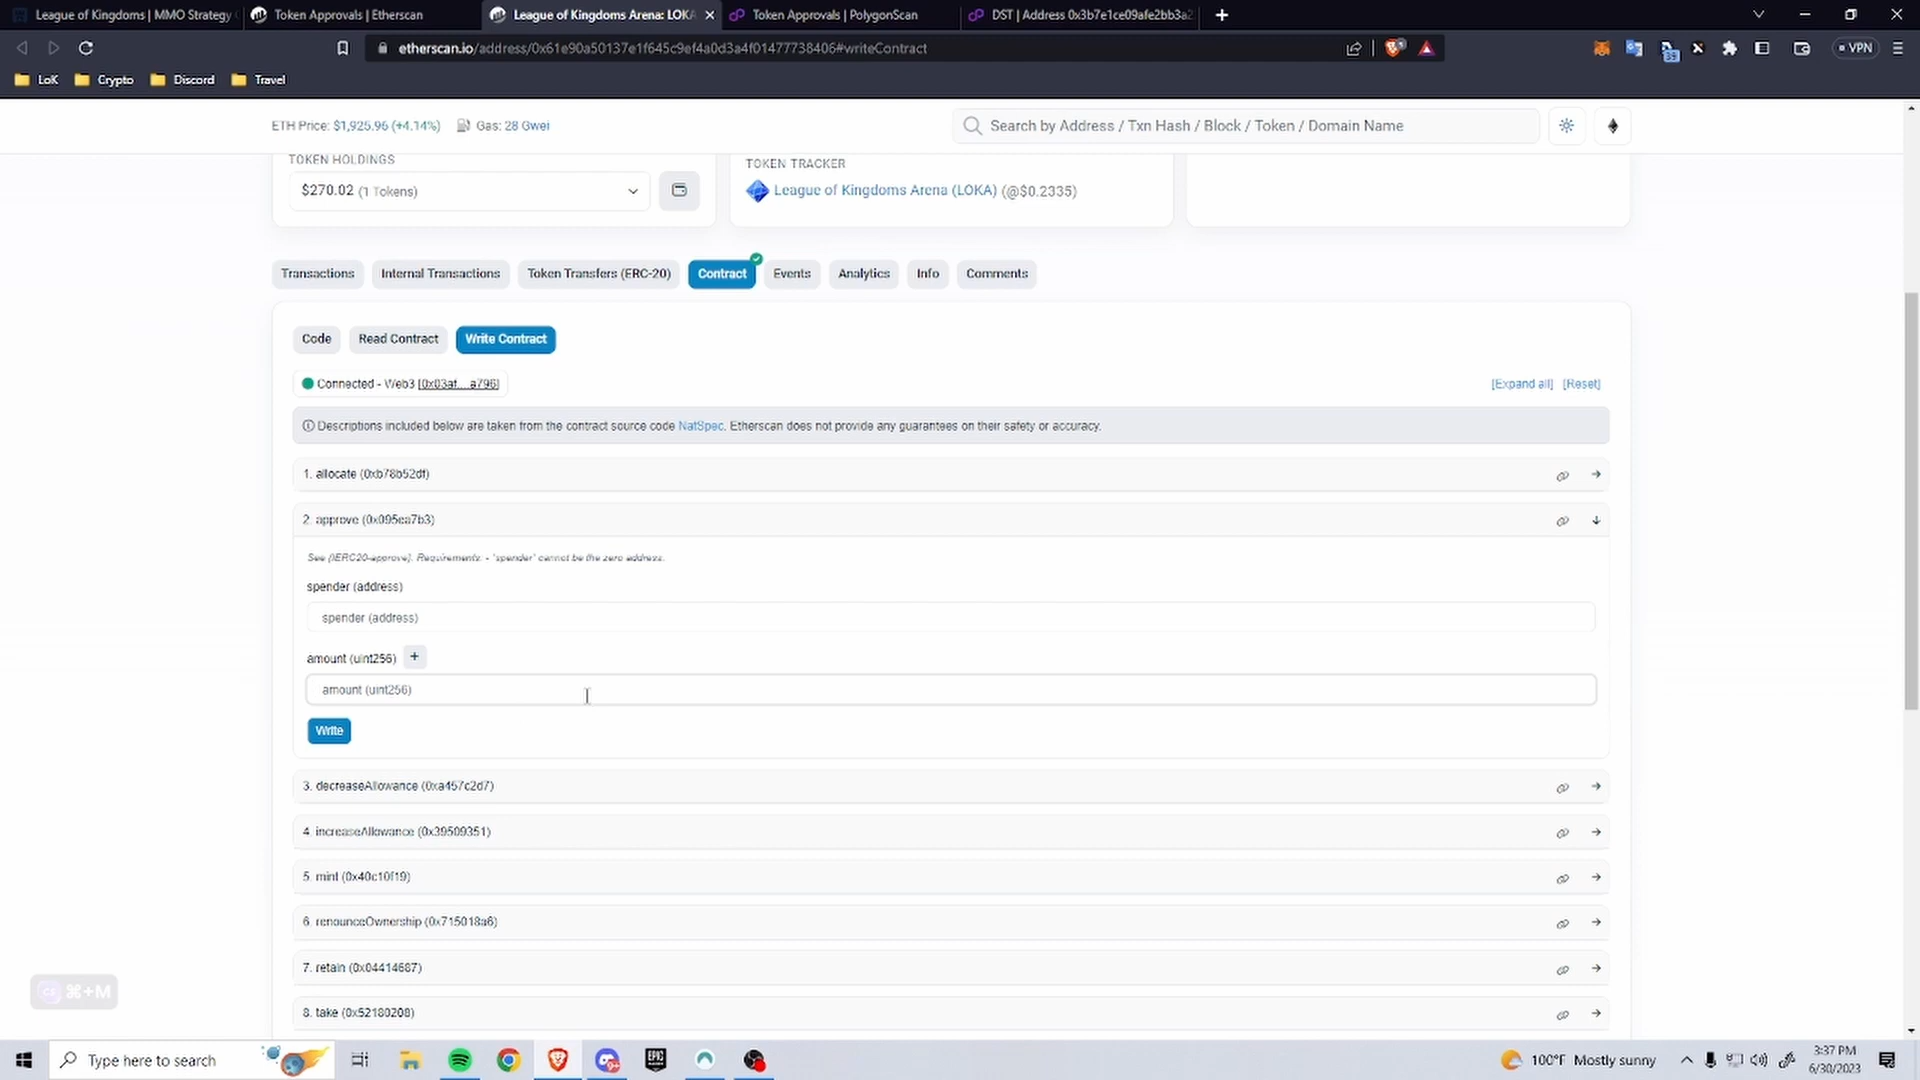 League of Kingdoms | MMO Strategy
Token Approvals | Etherscan
League of Kingdoms Arena: LOKA
Token Approvals | PolygonScan
DST | Address 0x3b7e1ce09afe2bb3a2
etherscan.io/address/0x61e90a50137e1f645c9ef4a0d3a4f01477738406#writeContract
VPN
LoK
Crypto
Discord
Travel
ETH Price: $1,925.96 (+4.14%)
Gas: 28 Gwei
Search by Address / Txn Hash / Block / Token / Domain Name
TOKEN HOLDINGS
$270.02 (1 Tokens)
TOKEN TRACKER
League of Kingdoms Arena (LOKA) (@$0.2335)
Transactions
Internal Transactions
Token Transfers (ERC-20)
Contract
Events
Analytics
Info
Comments
Code
Read Contract
Write Contract
Connected - Web3 [0x03af...a796]
[Expand all]
[Reset]
Descriptions included below are taken from the contract source code NatSpec. Etherscan does not provide any guarantees on their safety or accuracy.
1. allocate (0xb78b52df)
2. approve (0x095ea7b3)
See {IERC20-approve}. Requirements: - `spender` cannot be the zero address.
spender (address)
spender (address)
amount (uint256) +
amount (uint256)
Write
3. decreaseAllowance (0xa457c2d7)
4. increaseAllowance (0x39509351)
5. mint (0x40c10f19)
6. renounceOwnership (0x715018a6)
7. retain (0x04414687)
8. take (0x52180208)
⌘+M
Type here to search
100°F Mostly sunny
3:37 PM
6/30/2023